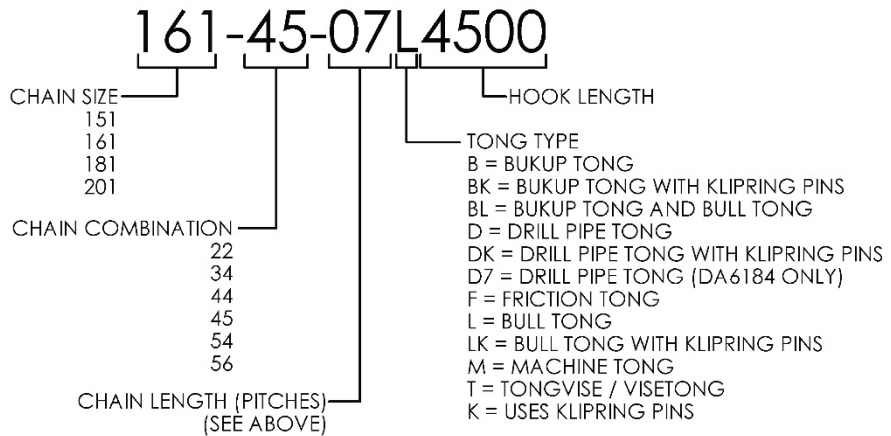 161-45-07L4500
CHAIN SIZE
151
161
181
201
CHAIN COMBINATION
22
34
44
45
54
56
CHAIN LENGTH (PITCHES)
(SEE ABOVE)
HOOK LENGTH
TONG TYPE
B = BUKUP TONG
BK = BUKUP TONG WITH KLIPRING PINS
BL = BUKUP TONG AND BULL TONG
D = DRILL PIPE TONG
DK = DRILL PIPE TONG WITH KLIPRING PINS
D7 = DRILL PIPE TONG (DA6184 ONLY)
F = FRICTION TONG
L = BULL TONG
LK = BULL TONG WITH KLIPRING PINS
M = MACHINE TONG
T = TONGVISE / VISETONG
K = USES KLIPRING PINS